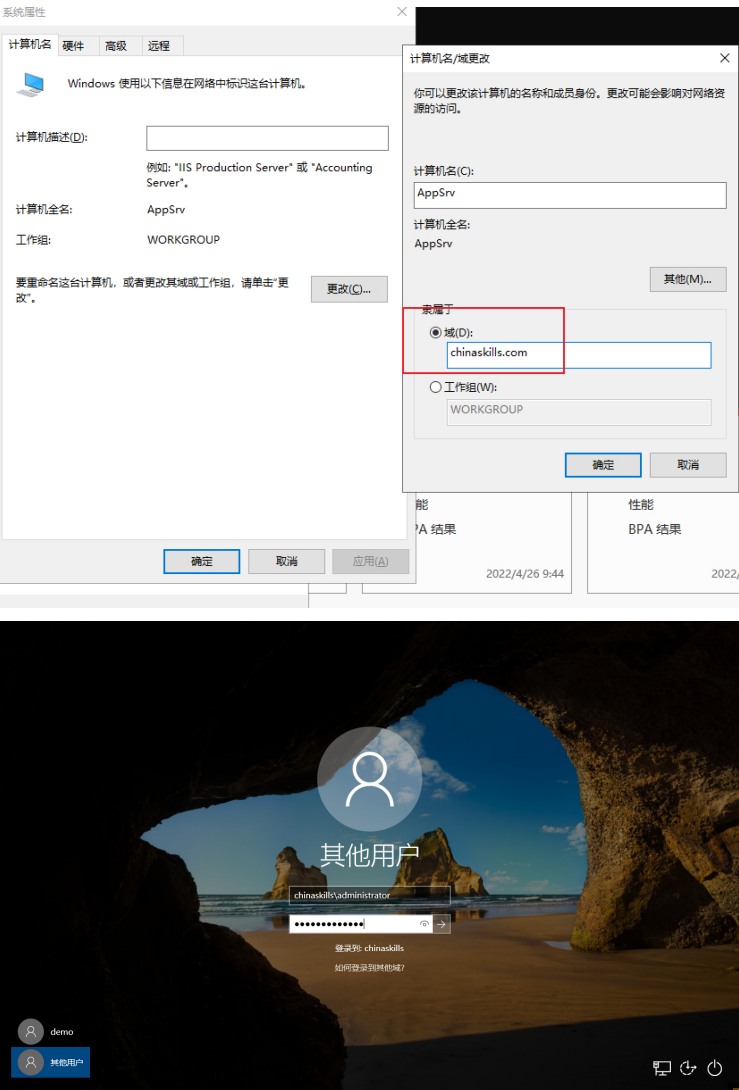 系统属性
计算机名 硬件 高级 远程
Windows 使用以下信息在网络中标识这台计算机。
计算机描述(D):
例如: "IIS Production Server" 或 "Accounting
Server"。
计算机全名: AppSrv
工作组: WORKGROUP
要重命名这台计算机，或者更改其域或工作组，请单击"更
改"。
更改(C)...
确定 取消 应用(A)
计算机名/域更改
你可以更改该计算机的名称和成员身份。更改可能会影响对网络资
源的访问。
计算机名(C):
AppSrv
计算机全名:
AppSrv
其他(M)...
隶属于
域(D):
chinaskills.com
工作组(W):
WORKGROUP
确定 取消
能
PA 结果
2022/4/26 9:44
性能
BPA 结果
2022/
其他用户
chinaskills\administrator
登录到: chinaskills
如何登录到其他域?
demo
其他用户